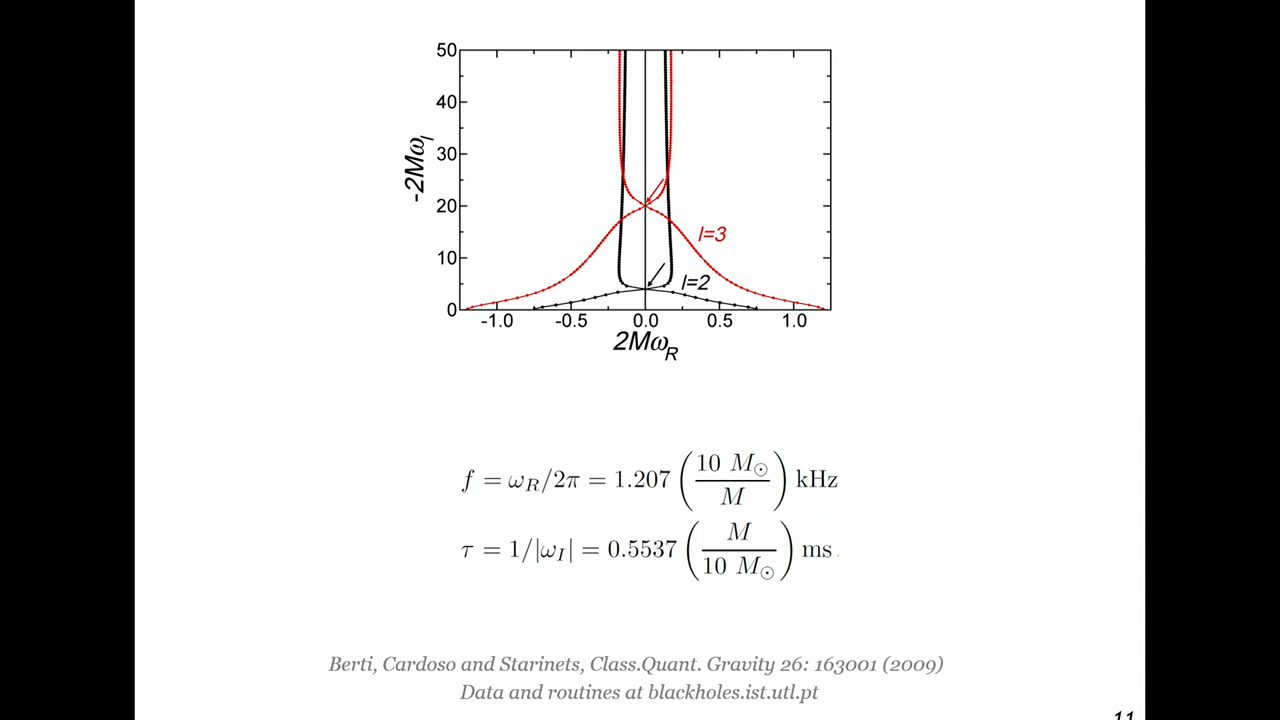 50
40
30
20
10
0
-2Mω_I
l=3
l=2
-1.0 -0.5 0.0 0.5 1.0
2Mω_R
f = ω_R/2π = 1.207 (10 M_⊙ / M) kHz
τ = 1/|ω_I| = 0.5537 (M / 10 M_⊙) ms
Berti, Cardoso and Starinets, Class.Quant. Gravity 26: 163001 (2009)
Data and routines at blackholes.ist.utl.pt
11